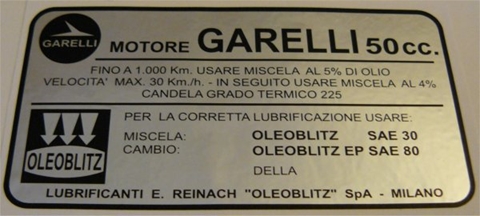 GARELLI
MOTORE GARELLI 50cc.
FINO A 1.000 Km. USARE MISCELA AL 5% DI OLIO
VELOCITA' MAX. 30 Km./h. - IN SEGUITO USARE MISCELA AL 4%
CANDELA GRADO TERMICO 225
OLEOBLITZ
PER LA CORRETTA LUBRIFICAZIONE USARE:
MISCELA: OLEOBLITZ SAE 30
CAMBIO: OLEOBLITZ EP SAE 80
DELLA
LUBRIFICANTI E. REINACH "OLEOBLITZ" SpA - MILANO